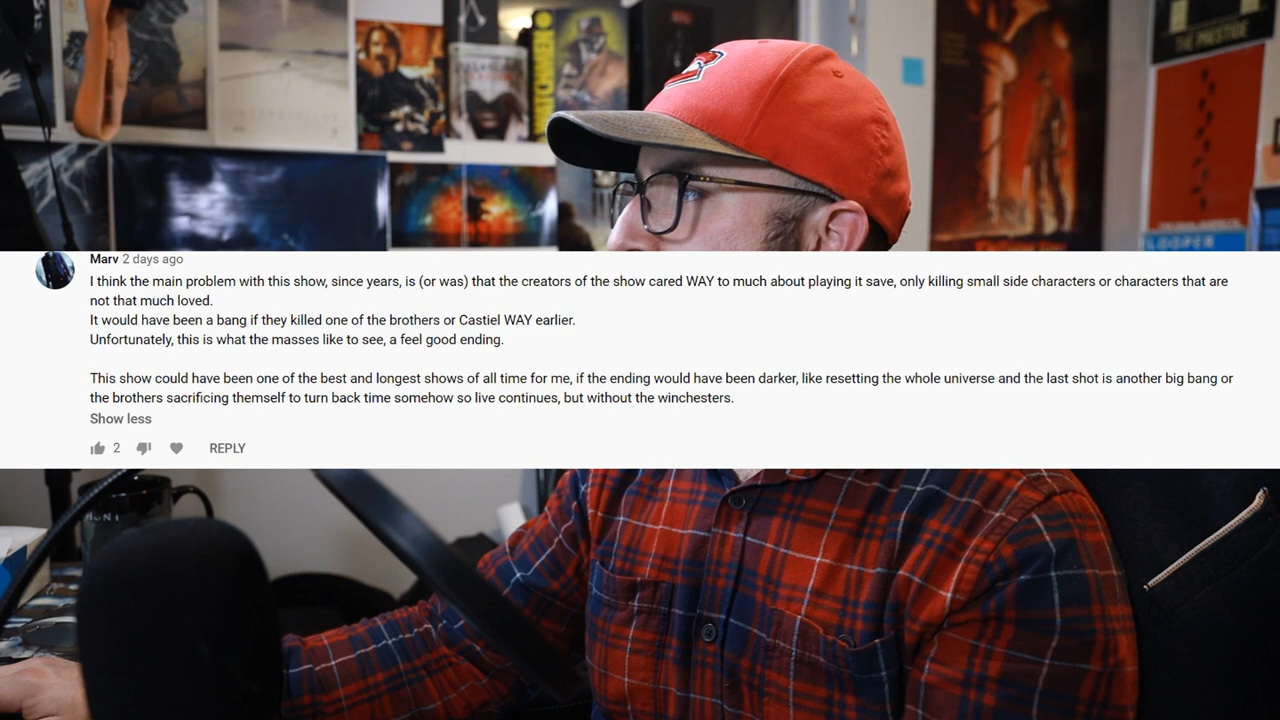 THE PRESTIGE
LOOPER
Marv 2 days ago
I think the main problem with this show, since years, is (or was) that the creators of the show cared WAY to much about playing it save, only killing small side characters or characters that are
not that much loved.
It would have been a bang if they killed one of the brothers or Castiel WAY earlier.
Unfortunately, this is what the masses like to see, a feel good ending.
This show could have been one of the best and longest shows of all time for me, if the ending would have been darker, like resetting the whole universe and the last shot is another big bang or
the brothers sacrificing themself to turn back time somehow so live continues, but without the winchesters.
Show less
2 REPLY